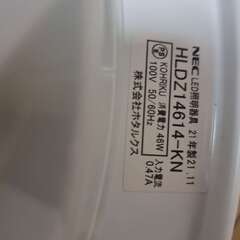 NEC LED照明器具 21年製 21.11
HLDZ14614-KN
PS E KOHRIKU 消費電力 46W 入力電流
100V 50/60Hz 0.47A
株式会社ホタルクス